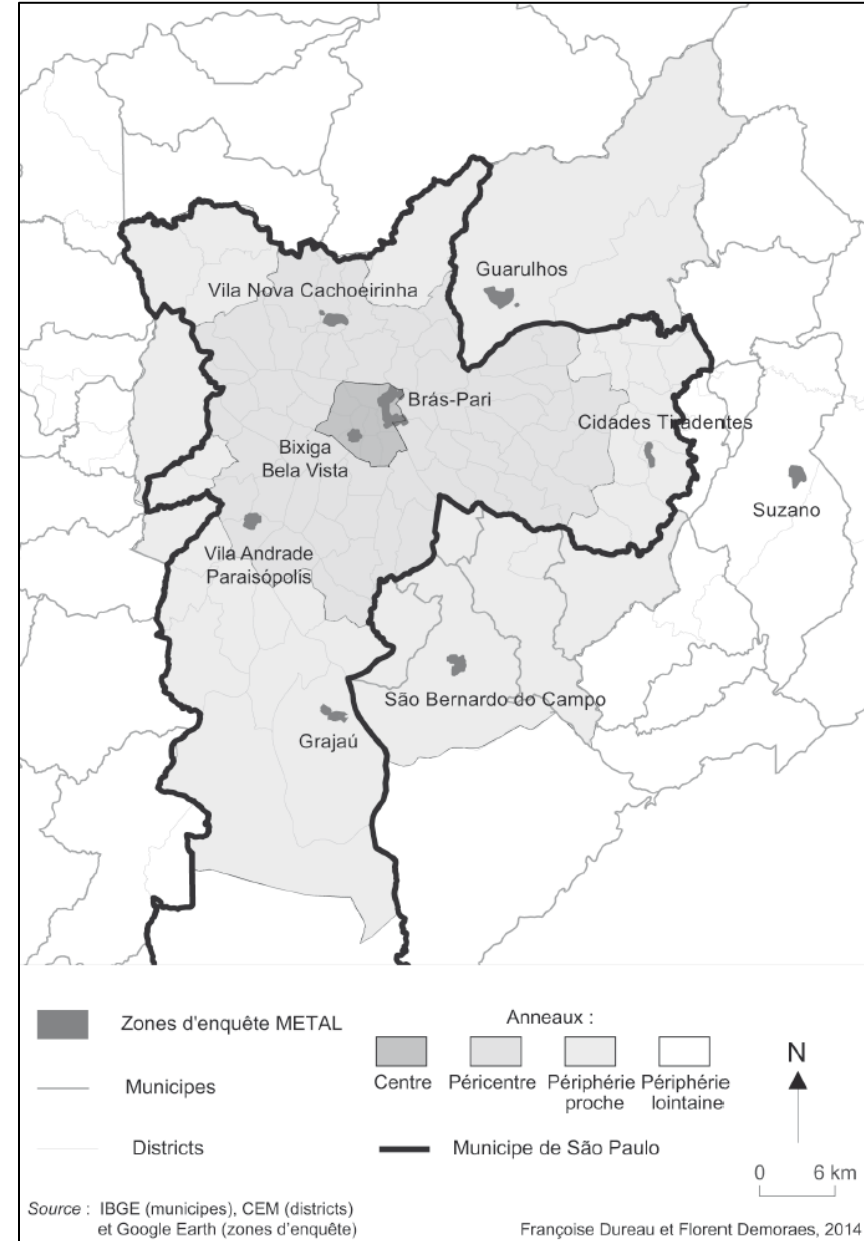 Guarulhos
Vila Nova Cachoeirinha
Brás-Pari
Cidades Tiradentes
Bixiga
Bela Vista
Suzano
Vila Andrade
Paraisópolis
São Bernardo do Campo
Grajaú
Zones d'enquête METAL
Municipes
Districts
Anneaux :
Centre
Péricentre
Périphérie
proche
Périphérie
lointaine
Municipe de São Paulo
N
0 6 km
Source : IBGE (municipes), CEM (districts)
et Google Earth (zones d'enquête)
Françoise Dureau et Florent Demoraes, 2014